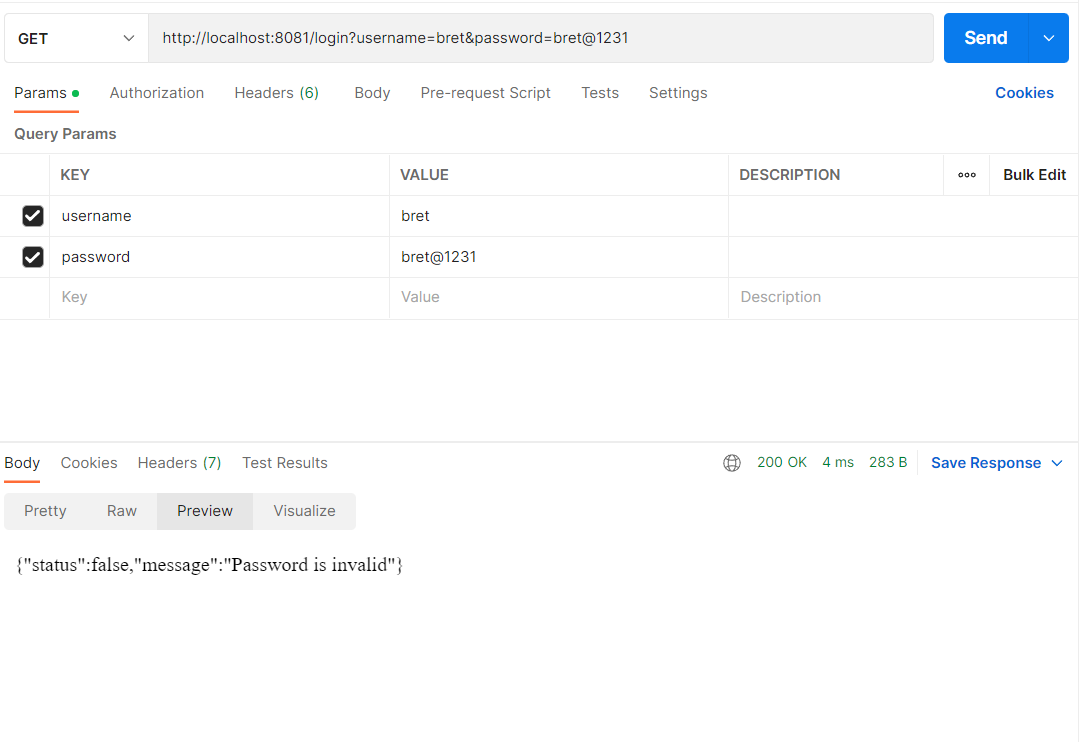 GET http://localhost:8081/login?username=bret&password=bret@1231 Send
Params Authorization Headers (6) Body Pre-request Script Tests Settings Cookies
Query Params
KEY VALUE DESCRIPTION ooo Bulk Edit
username bret
password bret@1231
Key Value Description
Body Cookies Headers (7) Test Results 200 OK 4 ms 283 B Save Response
Pretty Raw Preview Visualize
{"status":false,"message":"Password is invalid"}